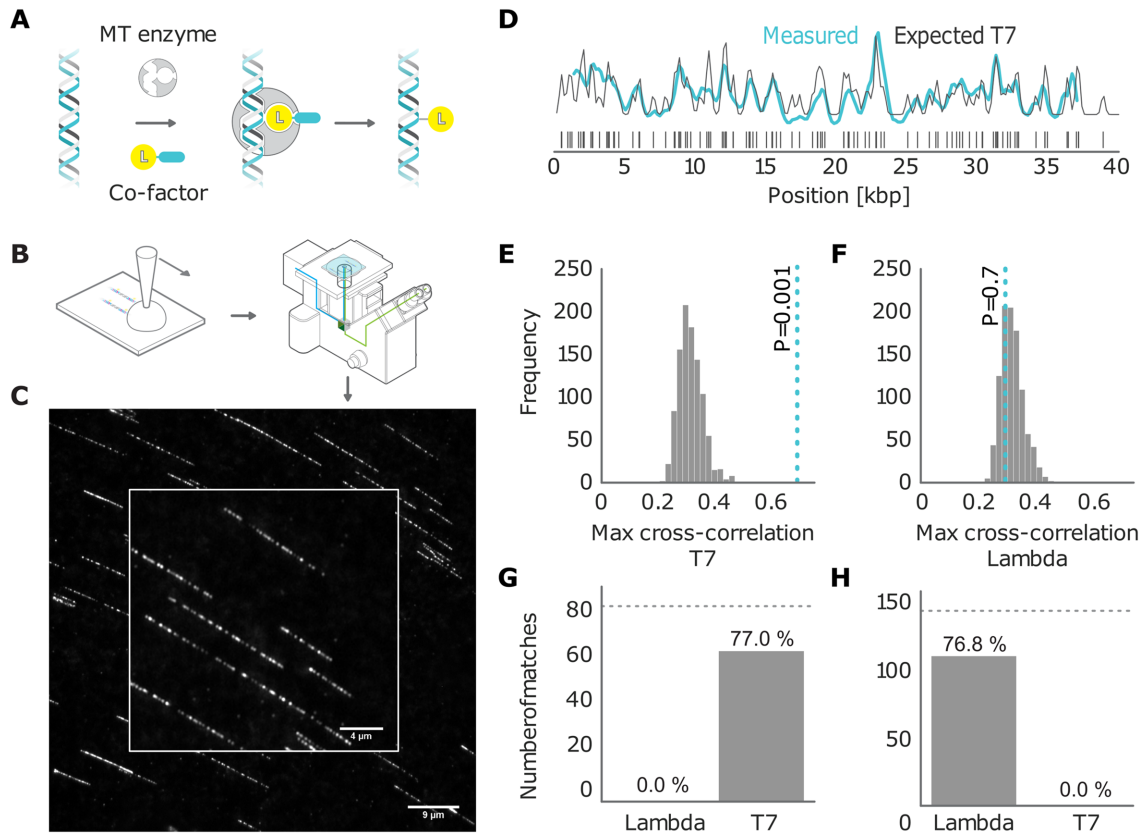 A
MT enzyme
L
L
L
Co-factor
B
C
4 µm
9 µm
D
Measured Expected T7
0 5 10 15 20 25 30 35 40
Position [kbp]
E
250
200
150
100
50
0
Frequency
P=0.001
0 0.2 0.4 0.6
Max cross-correlation
T7
F
250
200
150
100
50
0
P=0.7
0 0.2 0.4 0.6
Max cross-correlation
Lambda
G
80
60
40
20
0
Numberofmatches
77.0 %
0.0 %
Lambda T7
H
150
100
50
0
76.8 %
0.0 %
Lambda T7